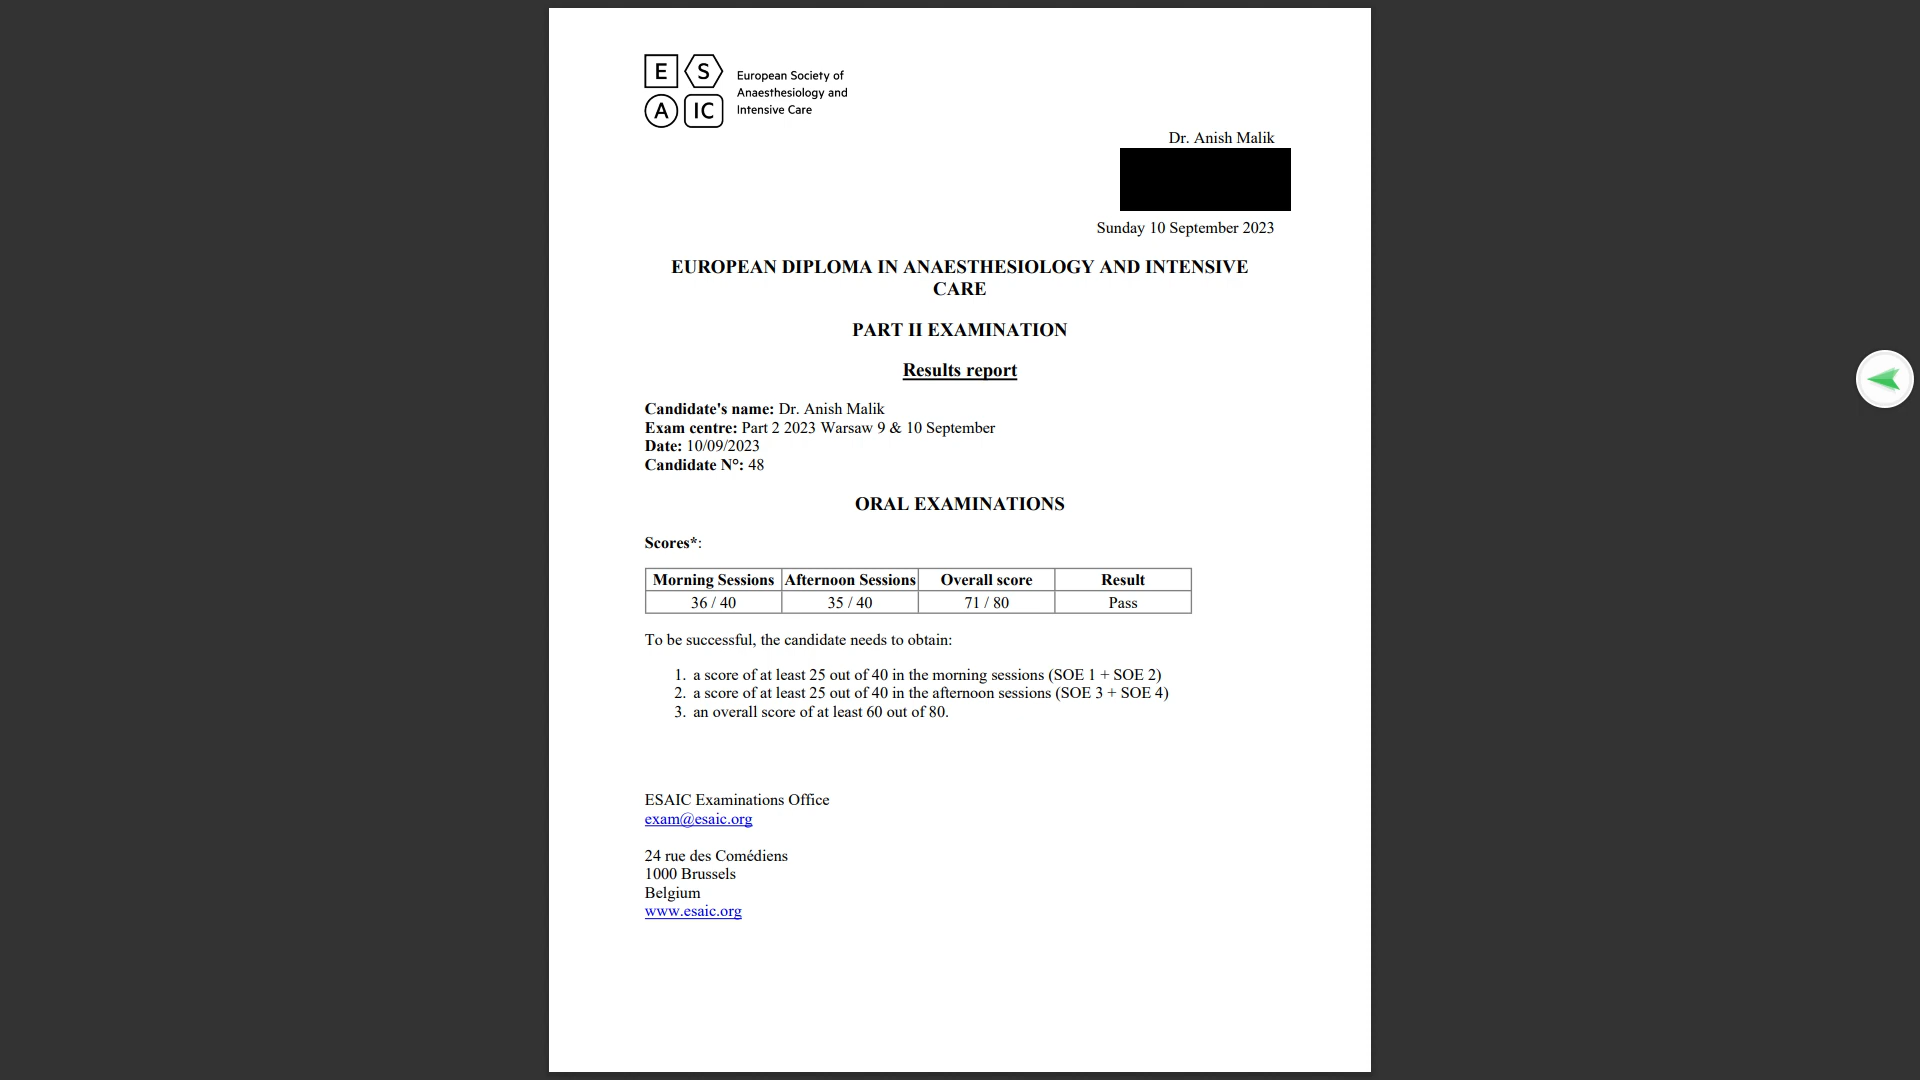 E S
A IC
European Society of
Anaesthesiology and
Intensive Care
Dr. Anish Malik
Sunday 10 September 2023
EUROPEAN DIPLOMA IN ANAESTHESIOLOGY AND INTENSIVE
CARE
PART II EXAMINATION
Results report
Candidate's name: Dr. Anish Malik
Exam centre: Part 2 2023 Warsaw 9 & 10 September
Date: 10/09/2023
Candidate N°: 48
ORAL EXAMINATIONS
Scores*:
Morning Sessions Afternoon Sessions Overall score Result
36 / 40 35 / 40 71 / 80 Pass
To be successful, the candidate needs to obtain:
1. a score of at least 25 out of 40 in the morning sessions (SOE 1 + SOE 2)
2. a score of at least 25 out of 40 in the afternoon sessions (SOE 3 + SOE 4)
3. an overall score of at least 60 out of 80.
ESAIC Examinations Office
exam@esaic.org
24 rue des Comédiens
1000 Brussels
Belgium
www.esaic.org